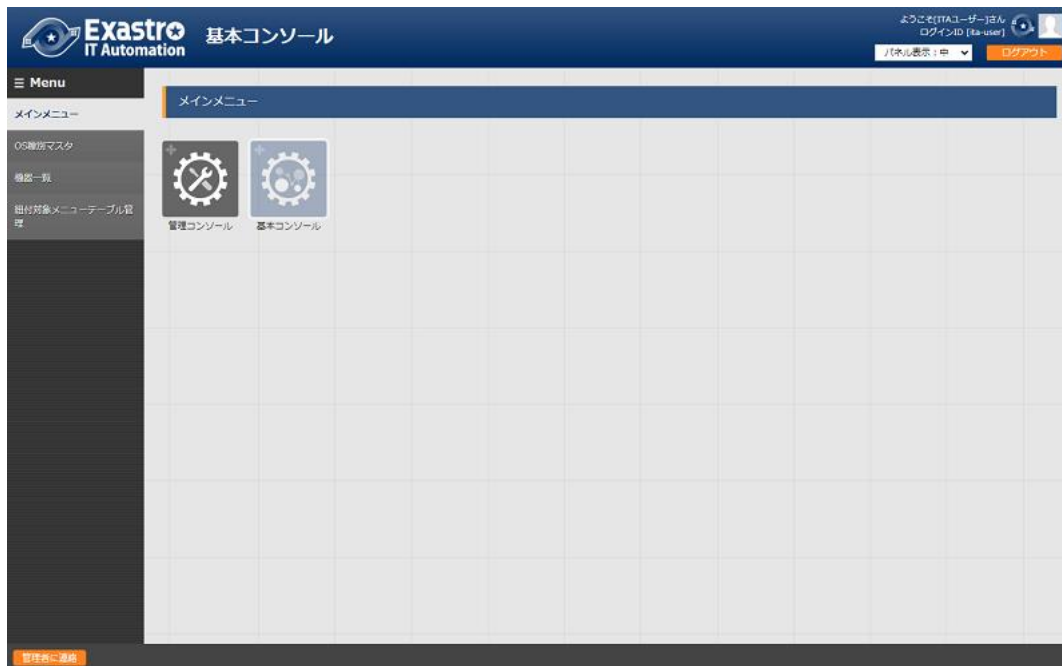 Exastro
IT Automation
基本コンソール
ようこそ[ITAユーザー]さん
ログインID [ita-user]
パネル表示：中
ログアウト
☰ Menu
メインメニュー
OS種別マスタ
機器一覧
紐付対象メニューテーブル管
理
メインメニュー
管理コンソール
基本コンソール
管理者に連絡